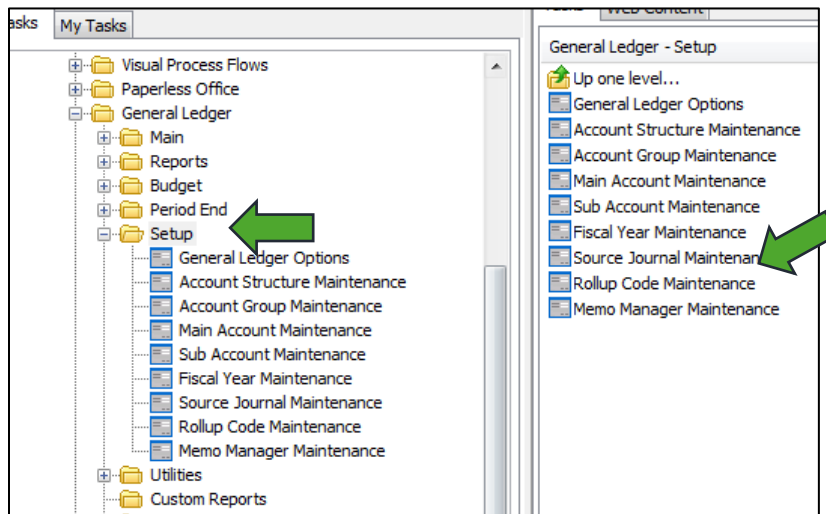 asks
My Tasks
Visual Process Flows
Paperless Office
General Ledger
Main
Reports
Budget
Period End
Setup
General Ledger Options
Account Structure Maintenance
Account Group Maintenance
Main Account Maintenance
Sub Account Maintenance
Fiscal Year Maintenance
Source Journal Maintenance
Rollup Code Maintenance
Memo Manager Maintenance
Utilities
Custom Reports
Tasks
Web Content
General Ledger - Setup
Up one level...
General Ledger Options
Account Structure Maintenance
Account Group Maintenance
Main Account Maintenance
Sub Account Maintenance
Fiscal Year Maintenance
Source Journal Maintenan
Rollup Code Maintenance
Memo Manager Maintenance